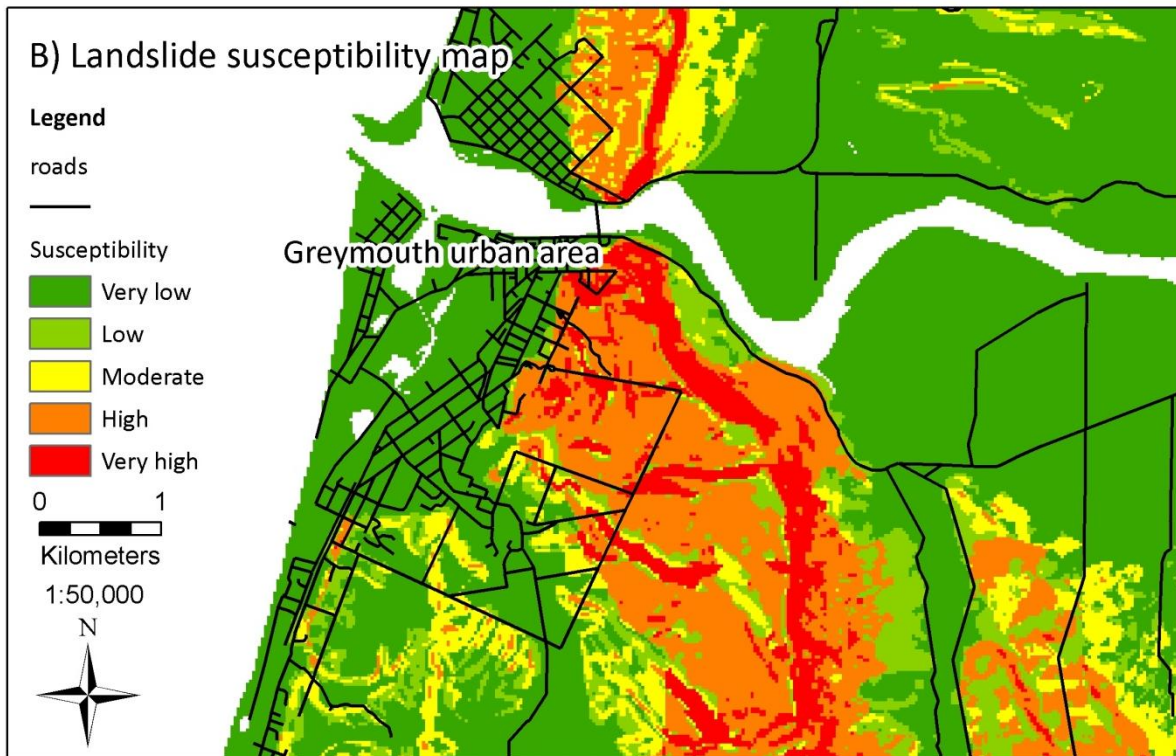 B) Landslide susceptibility map
Legend
roads
Susceptibility
Very low
Low
Moderate
High
Very high
0 1
Kilometers
1:50,000
N
Greymouth urban area